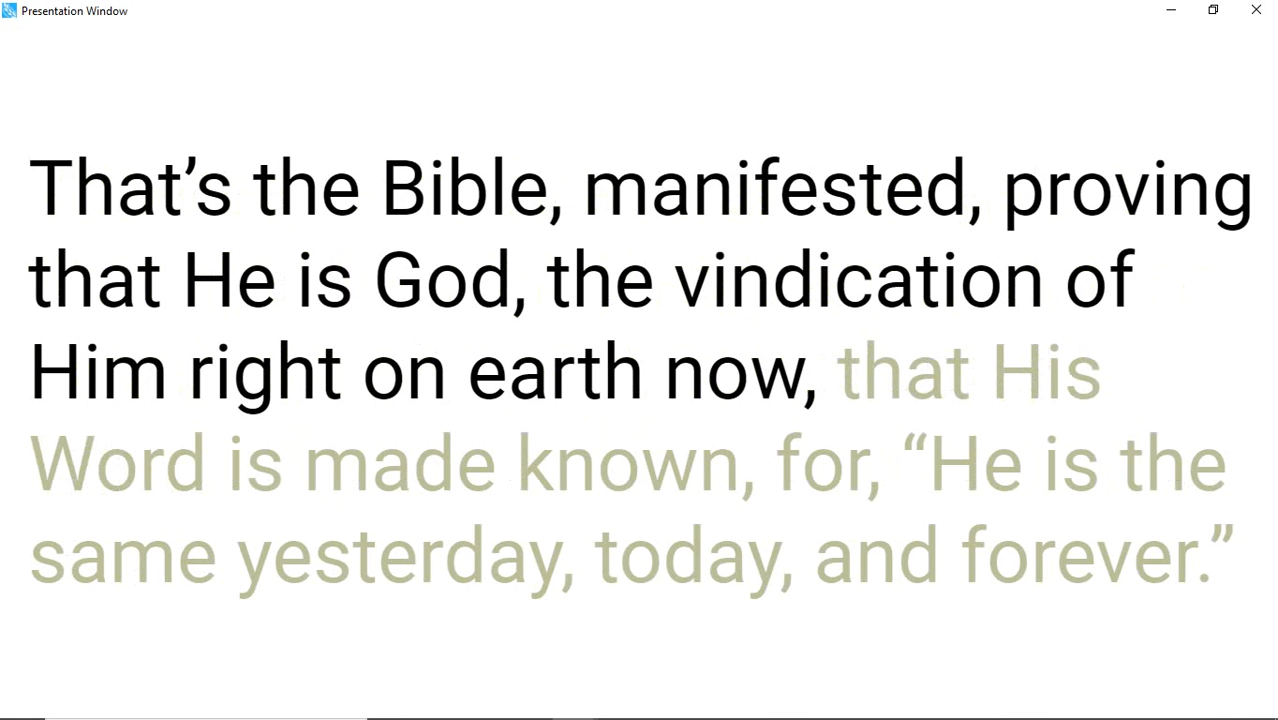 Presentation Window
That’s the Bible, manifested, proving
that He is God, the vindication of
Him right on earth now, that His
Word is made known, for, “He is the
same yesterday, today, and forever.”